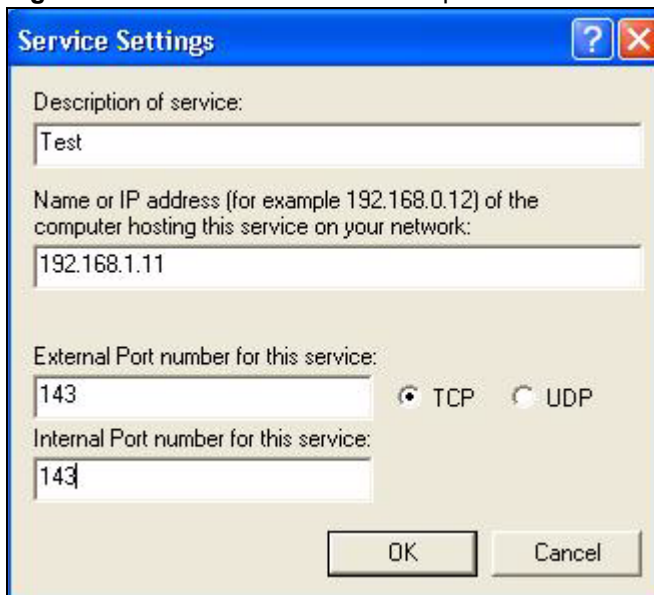 Service Settings
Description of service:
Test
Name or IP address (for example 192.168.0.12) of the
computer hosting this service on your network:
192.168.1.11
External Port number for this service:
143
TCP
UDP
Internal Port number for this service:
143
OK
Cancel